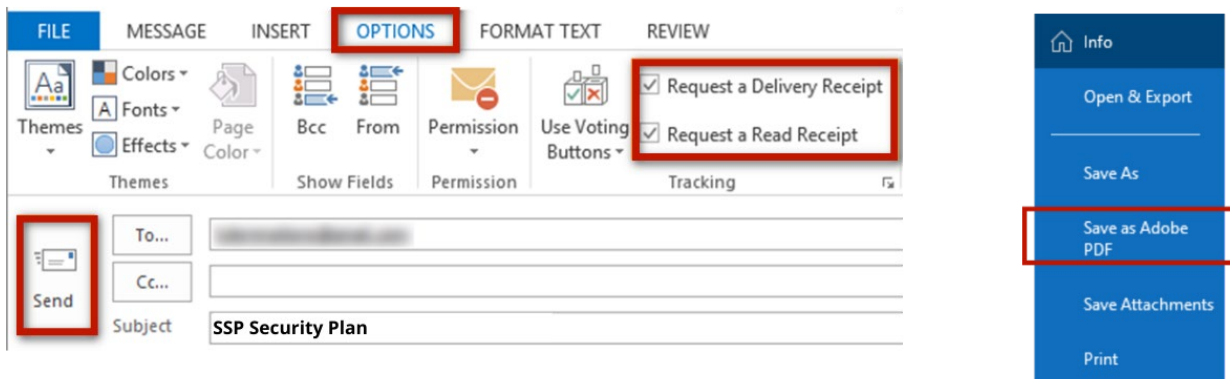 FILE MESSAGE INSERT OPTIONS FORMAT TEXT REVIEW
Aa Colors
A Fonts
Effects
Themes
Page
Color
Bcc From
Permission
Use Voting
Buttons
Request a Delivery Receipt
Request a Read Receipt
Themes Show Fields Permission Tracking
To...
Cc...
Send
Subject SSP Security Plan
Info
Open & Export
Save As
Save as Adobe
PDF
Save Attachments
Print